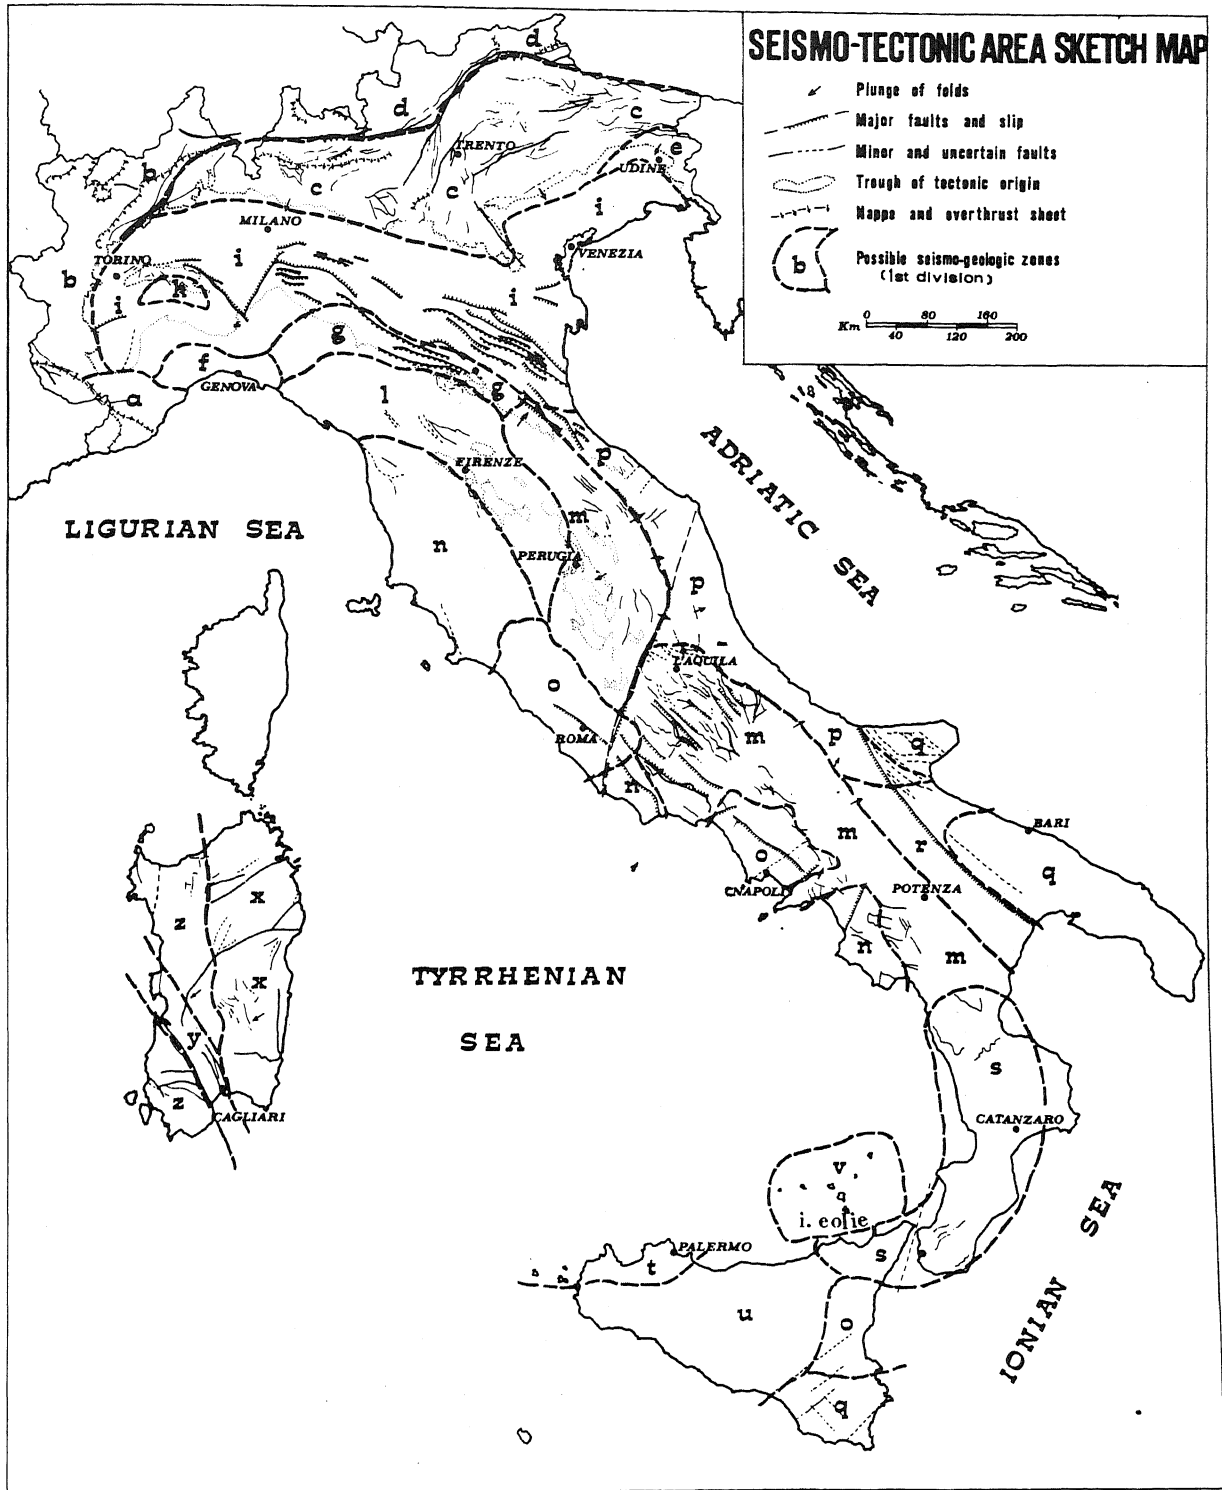 SEISMO-TECTONIC AREA SKETCH MAP
Plunge of folds
Major faults and slip
Minor and uncertain faults
Trough of tectonic origin
Nappe and overthrust sheet
b
Possible seismo-geologic zones
(1st division)
Km
0 80 160
40 120 200
d
d
c
TRENTO
e
UDINE
b
c
c
i
MILANO
VENEZIA
TORINO
i
b
i
k
i
g
f
GENOVA
g
a
l
p
FIRENZE
ADRIATIC SEA
LIGURIAN SEA
m
n
PERUGIA
p
L'AQUILA
o
ROMA
m
p
q
n
BARI
m
r
o
q
NAPOLI
POTENZA
x
z
n
m
x
TYRRHENIAN
SEA
y
s
z
CAGLIARI
CATANZARO
v
i. eolie
PALERMO
t
s
IONIAN SEA
u
o
q